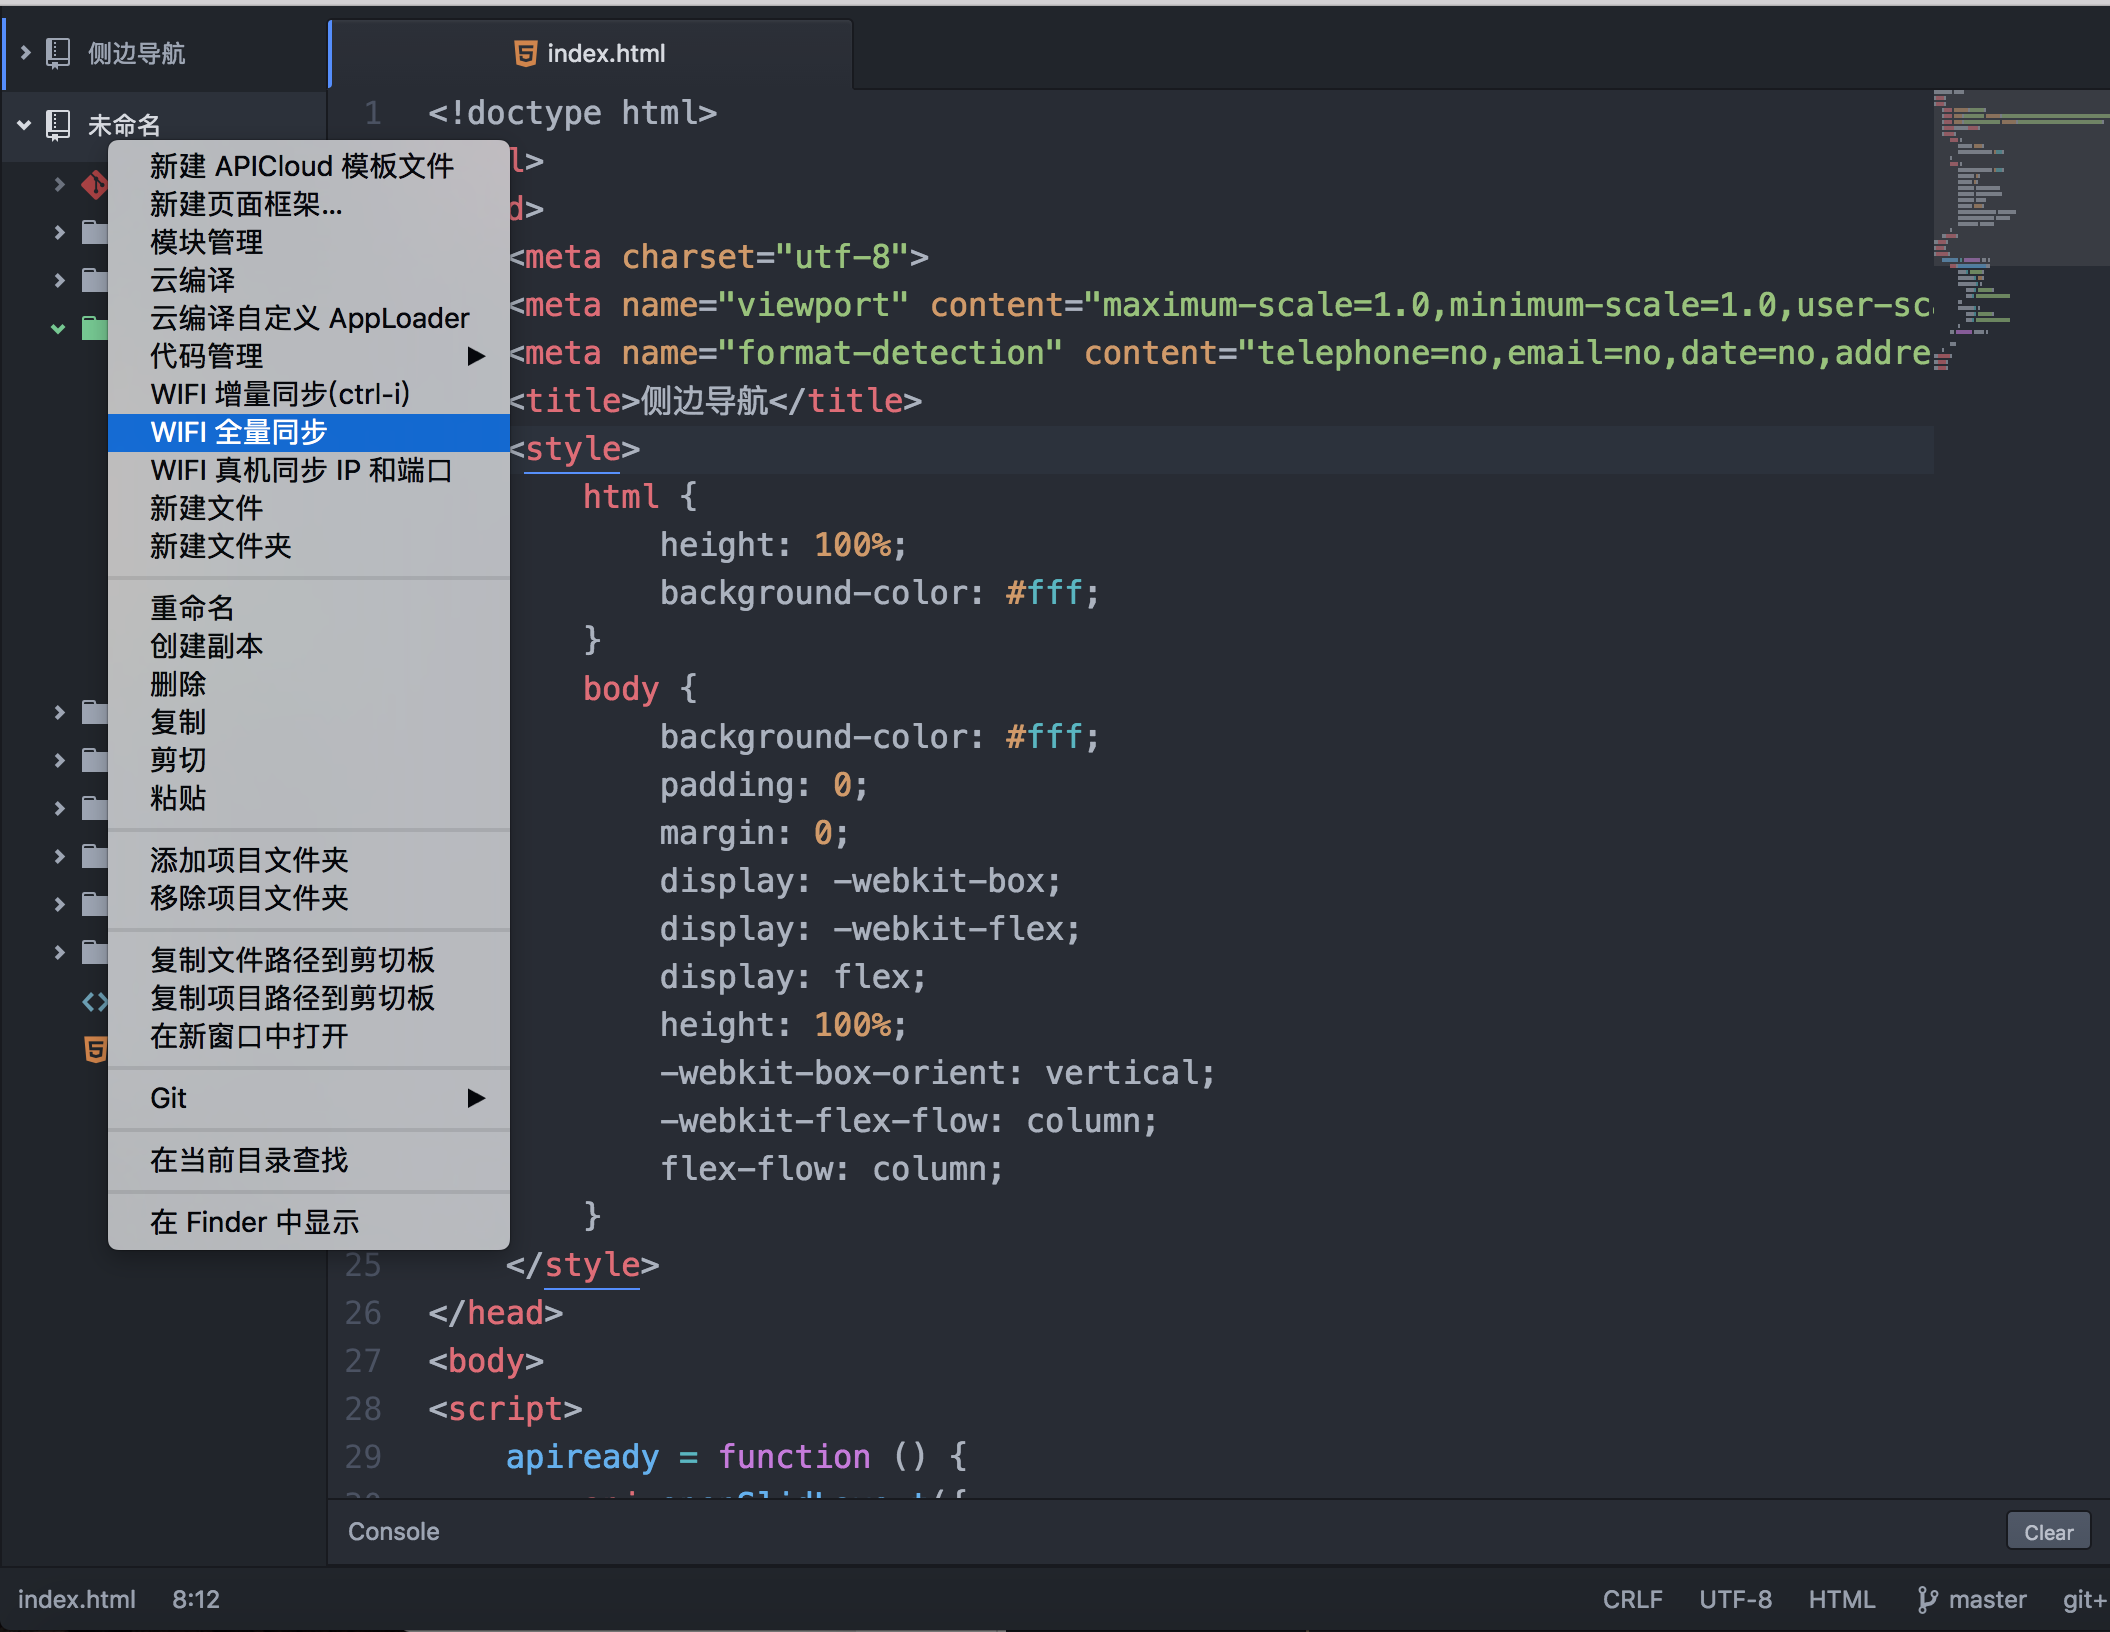 侧边导航
未命名
index.html
新建 APICloud 模板文件
新建页面框架...
模块管理
云编译
云编译自定义 AppLoader
代码管理
WIFI 增量同步(ctrl-i)
WIFI 全量同步
WIFI 真机同步 IP 和端口
新建文件
新建文件夹
重命名
创建副本
删除
复制
剪切
粘贴
添加项目文件夹
移除项目文件夹
复制文件路径到剪切板
复制项目路径到剪切板
在新窗口中打开
Git
在当前目录查找
在 Finder 中显示
1 <!doctype html>
l>
d>
<meta charset="utf-8">
<meta name="viewport" content="maximum-scale=1.0,minimum-scale=1.0,user-sc
<meta name="format-detection" content="telephone=no,email=no,date=no,addre
<title>侧边导航</title>
<style>
html {
height: 100%;
background-color: #fff;
}
body {
background-color: #fff;
padding: 0;
margin: 0;
display: -webkit-box;
display: -webkit-flex;
display: flex;
height: 100%;
-webkit-box-orient: vertical;
-webkit-flex-flow: column;
flex-flow: column;
}
25 </style>
26 </head>
27 <body>
28 <script>
29 apiready = function () {
Console
Clear
index.html 8:12 CRLF UTF-8 HTML master git+